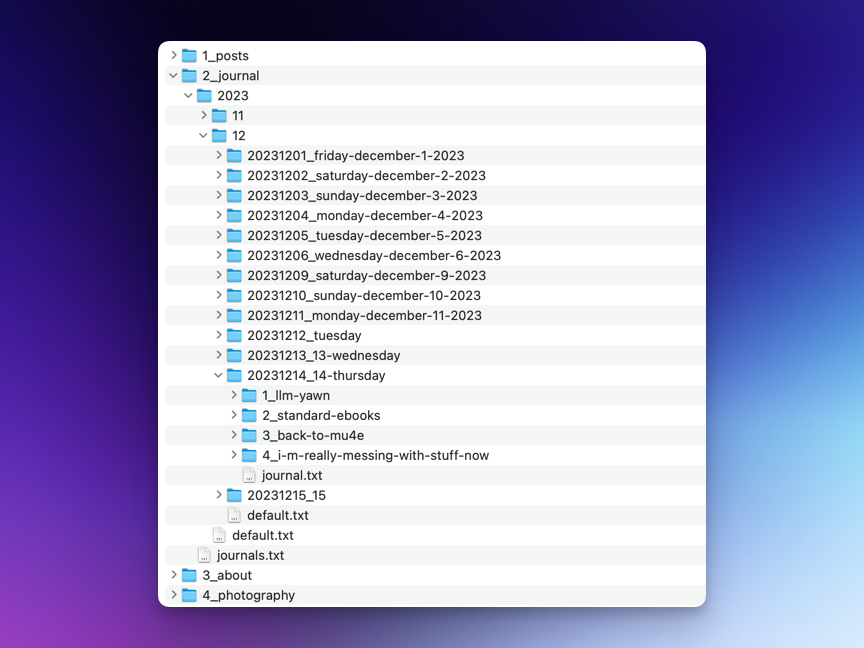 1_posts
2_journal
2023
11
12
20231201_friday-december-1-2023
20231202_saturday-december-2-2023
20231203_sunday-december-3-2023
20231204_monday-december-4-2023
20231205_tuesday-december-5-2023
20231206_wednesday-december-6-2023
20231209_saturday-december-9-2023
20231210_sunday-december-10-2023
20231211_monday-december-11-2023
20231212_tuesday
20231213_13-wednesday
20231214_14-thursday
1_llm-yawn
2_standard-ebooks
3_back-to-mu4e
4_i-m-really-messing-with-stuff-now
journal.txt
20231215_15
default.txt
default.txt
journals.txt
3_about
4_photography